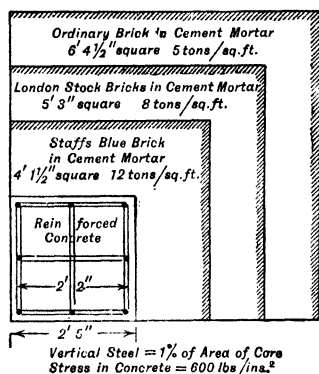 Ordinary Brick in Cement Mortar
6' 4½" square 5 tons/sq.ft.
London Stock Bricks in Cement Mortar
5' 3" square 8 tons/sq.ft.
Staffs Blue Brick
in Cement Mortar
4' 1½" square 12 tons/sq.ft.
Reinforced
Concrete
2' 2"
2' 5"
Vertical Steel = 1% of Area of Core
Stress in Concrete = 600 lbs/ins.²